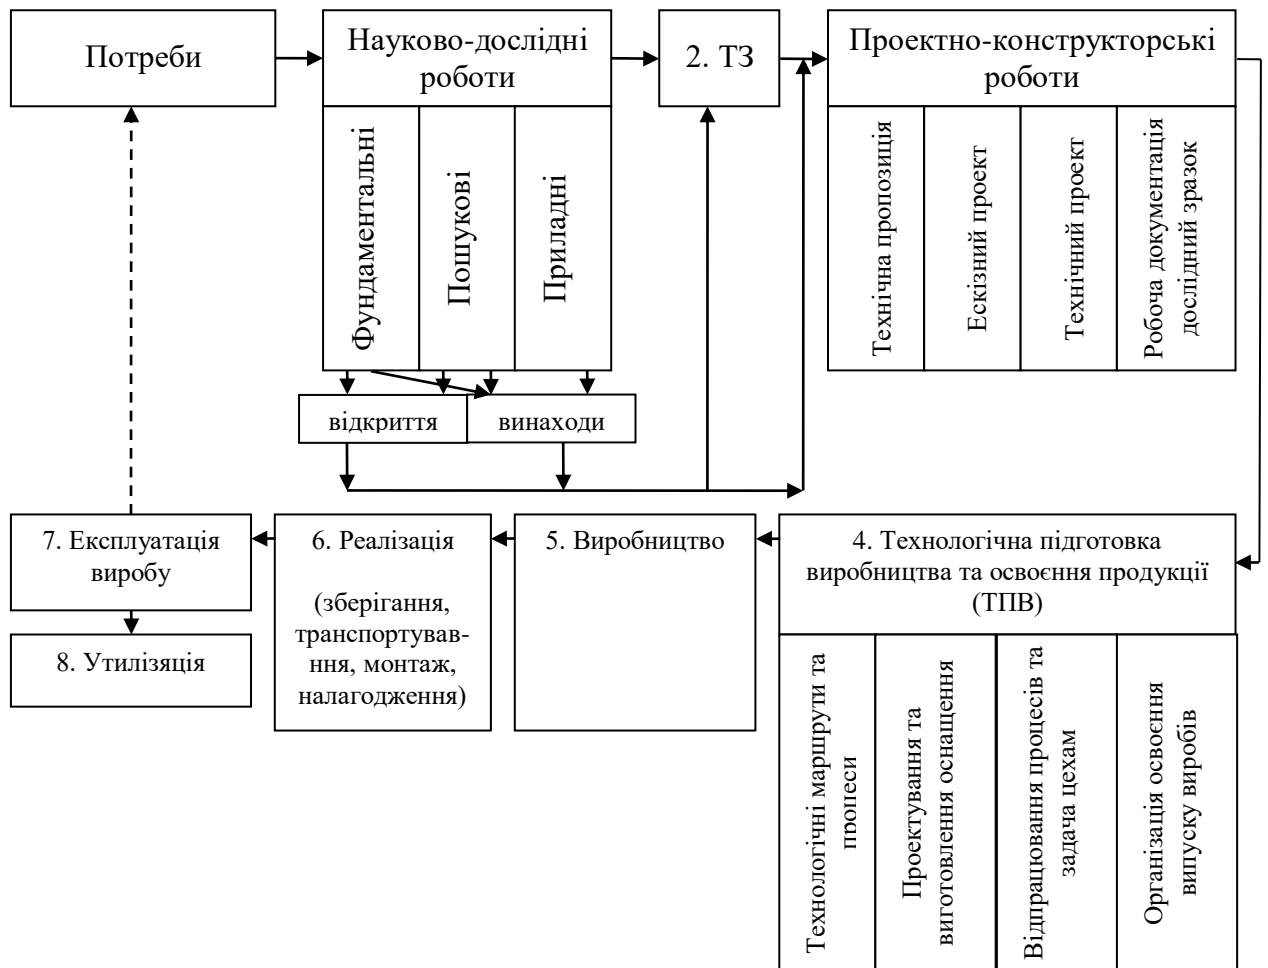 Потреби
Науково-дослідні
роботи
2. ТЗ
Проектно-конструкторські
роботи
Фундаментальні
Пошукові
Приладні
Технічна пропозиція
Ескізний проект
Технічний проект
Робоча документація
дослідний зразок
відкриття
винаходи
7. Експлуатація
виробу
6. Реалізація
(зберігання,
транспортував-
ння, монтаж,
налагодження)
5. Виробництво
4. Технологічна підготовка
виробництва та освоєння продукції
(ТПВ)
8. Утилізяція
Технологічні маршрути та
процеси
Проектування та
виготовлення оснащення
Відпрацювання процесів та
задача цехам
Організація освоєння
випуску виробів